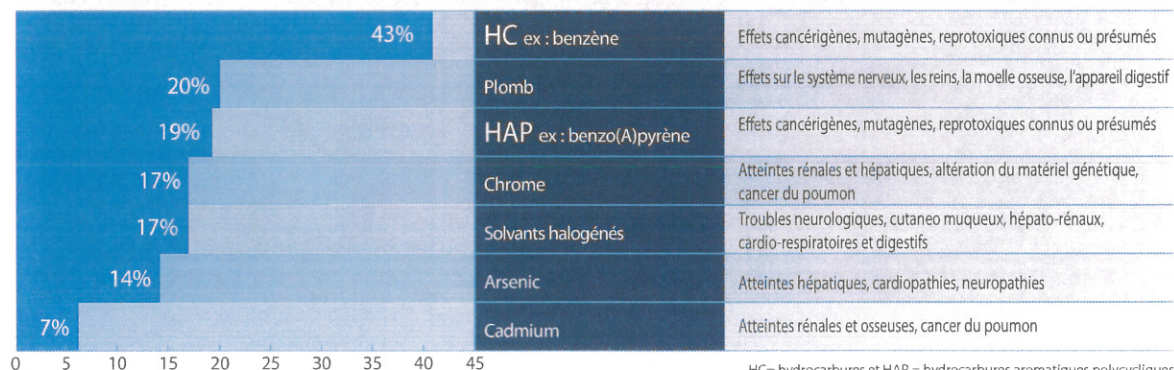 43% HC ex : benzène Effets cancérigènes, mutagènes, reprotoxiques connus ou présumés
20% Plomb Effets sur le système nerveux, les reins, la moelle osseuse, l'appareil digestif
19% HAP ex : benzo(A)pyrène Effets cancérigènes, mutagènes, reprotoxiques connus ou présumés
17% Chrome Atteintes rénales et hépatiques, altération du matériel génétique,
cancer du poumon
17% Solvants halogénés Troubles neurologiques, cutaneo muqueux, hépato-rénaux,
cardio-respiratoires et digestifs
14% Arsenic Atteintes hépatiques, cardiopathies, neuropathies
7% Cadmium Atteintes rénales et osseuses, cancer du poumon
0 5 10 15 20 25 30 35 40 45
HC= hydrocarbures et HAP = hydrocarbures aromatiques polycycliques